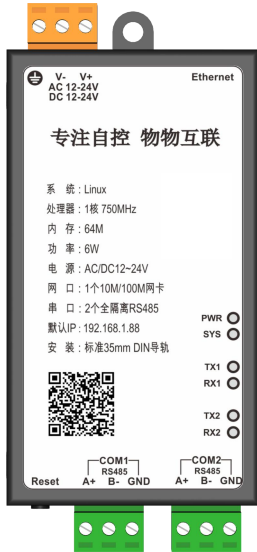 V- V+ Ethernet
AC 12-24V
DC 12-24V
专注自控 物物互联
系 统：Linux
处理器：1核 750MHz
内 存：64M
功 率：6W
电 源：AC/DC12~24V
网 口：1个10M/100M网卡
串 口：2个全隔离RS485
默认IP：192.168.1.88
安 装：标准35mm DIN导轨
PWR
SYS
TX1
RX1
TX2
RX2
COM1 COM2
RS485 RS485
Reset A+ B- GND A+ B- GND